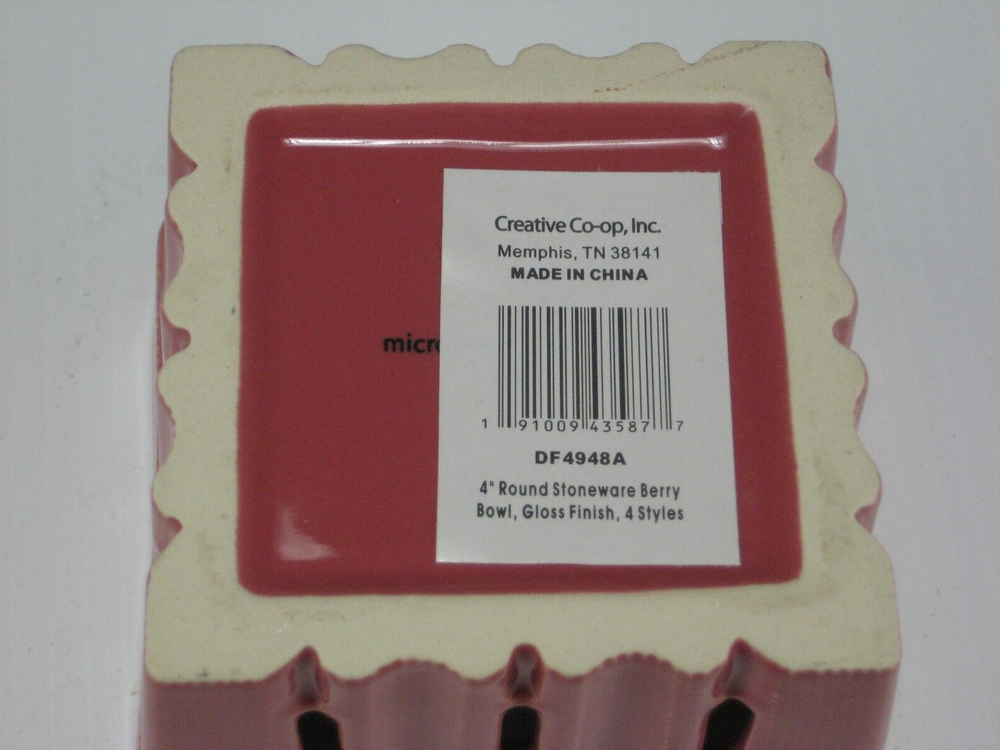 Creative Co-op, Inc.
Memphis, TN 38141
MADE IN CHINA
micro
1 91009 43587 7
DF4948A
4" Round Stoneware Berry
Bowl, Gloss Finish, 4 Styles